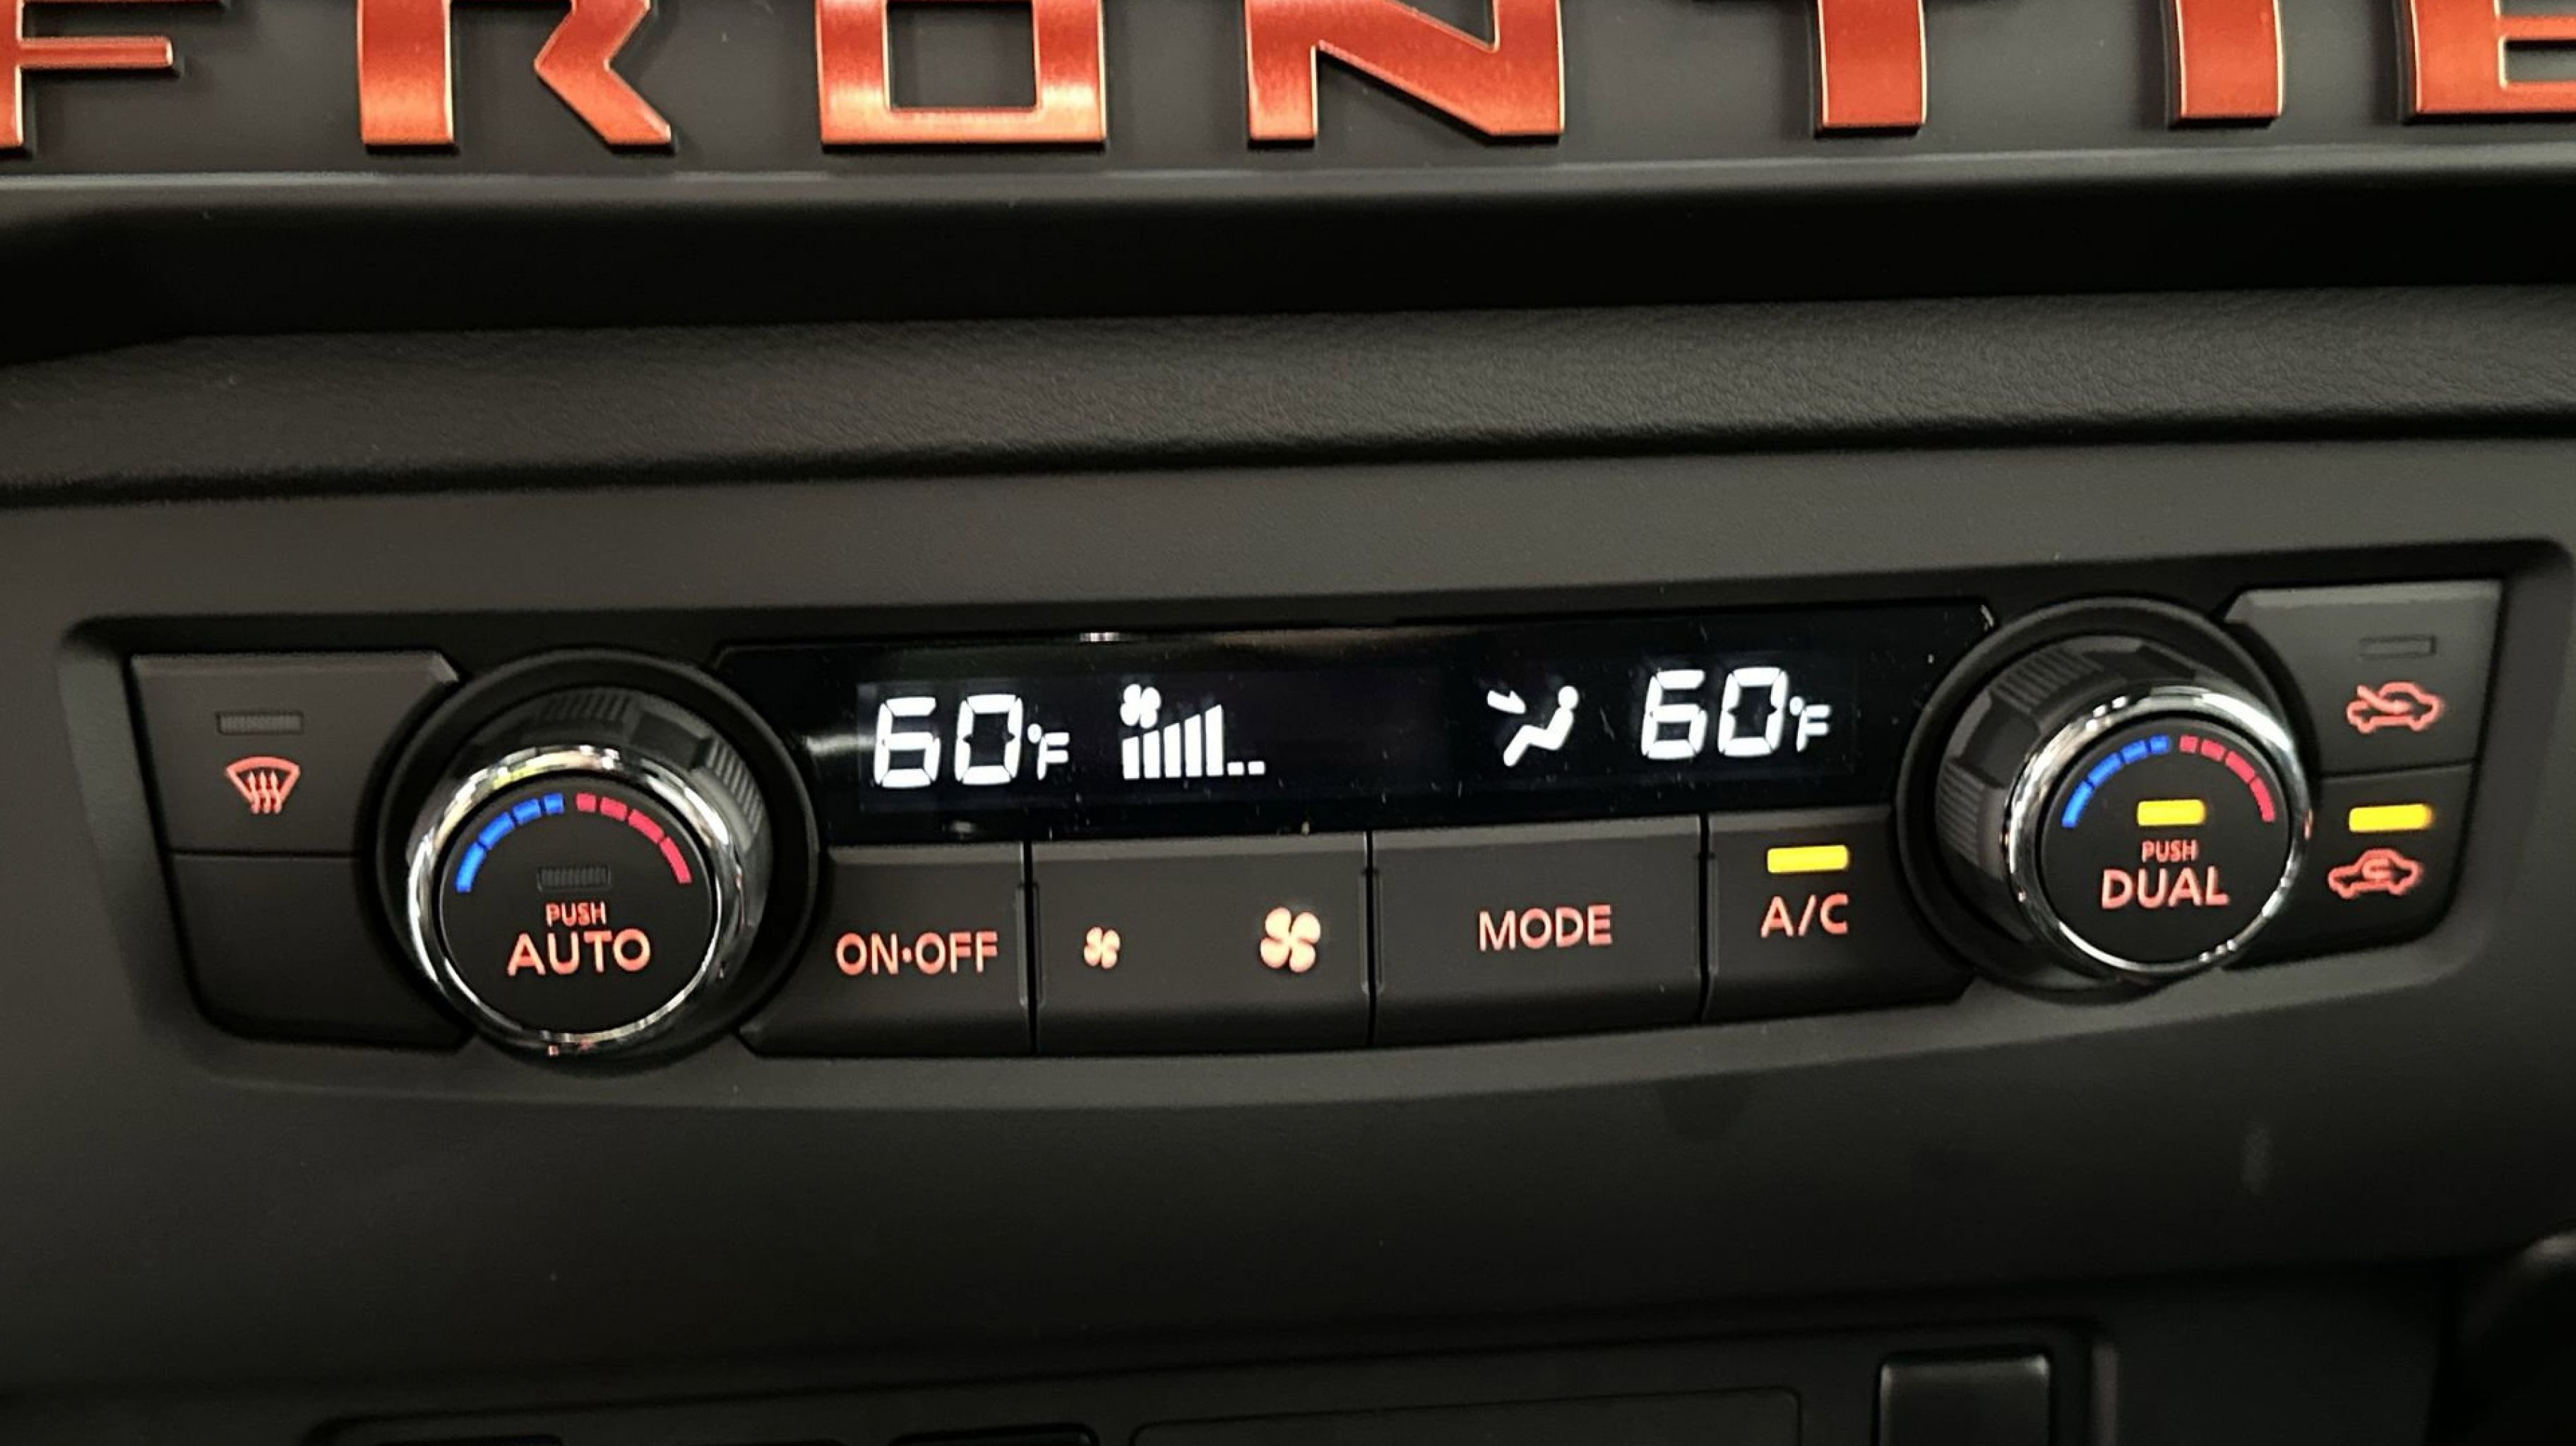 FRONTIE
60°F 60°F
PUSH
AUTO
ON•OFF
MODE
A/C
PUSH
DUAL